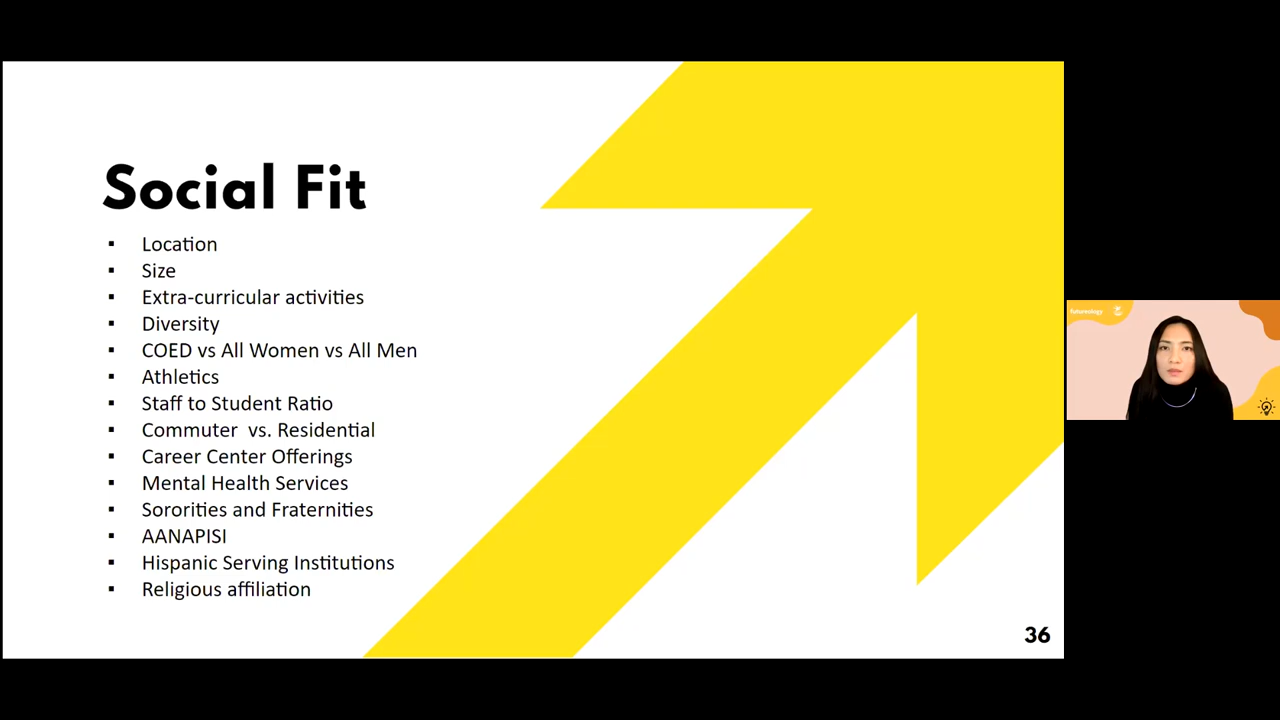 Social Fit
▪ Location
▪ Size
▪ Extra-curricular activities
▪ Diversity
▪ COED vs All Women vs All Men
▪ Athletics
▪ Staff to Student Ratio
▪ Commuter  vs. Residential
▪ Career Center Offerings
▪ Mental Health Services
▪ Sororities and Fraternities
▪ AANAPISI
▪ Hispanic Serving Institutions
▪ Religious affiliation
36
futureology